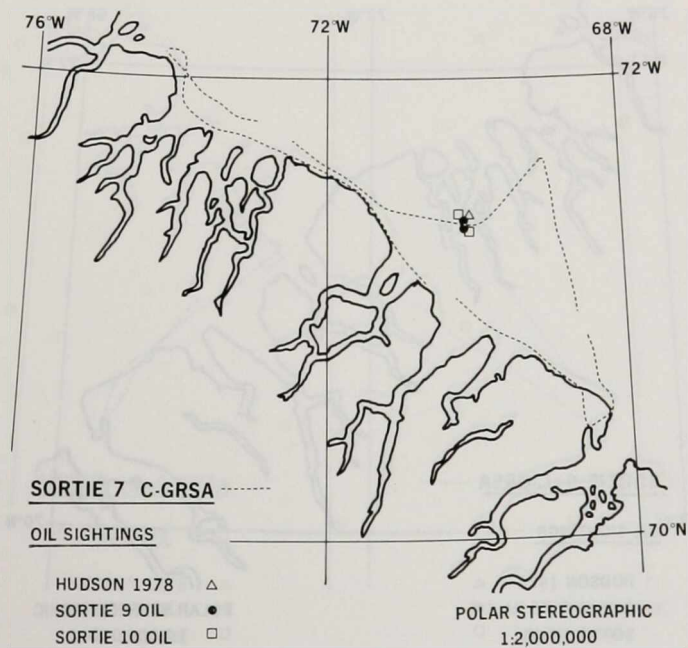 76°W
72°W
68°W
72°W
SORTIE 7 C-GRSA
OIL SIGHTINGS
70°N
HUDSON 1978
SORTIE 9 OIL
SORTIE 10 OIL
POLAR STEREOGRAPHIC
1:2,000,000